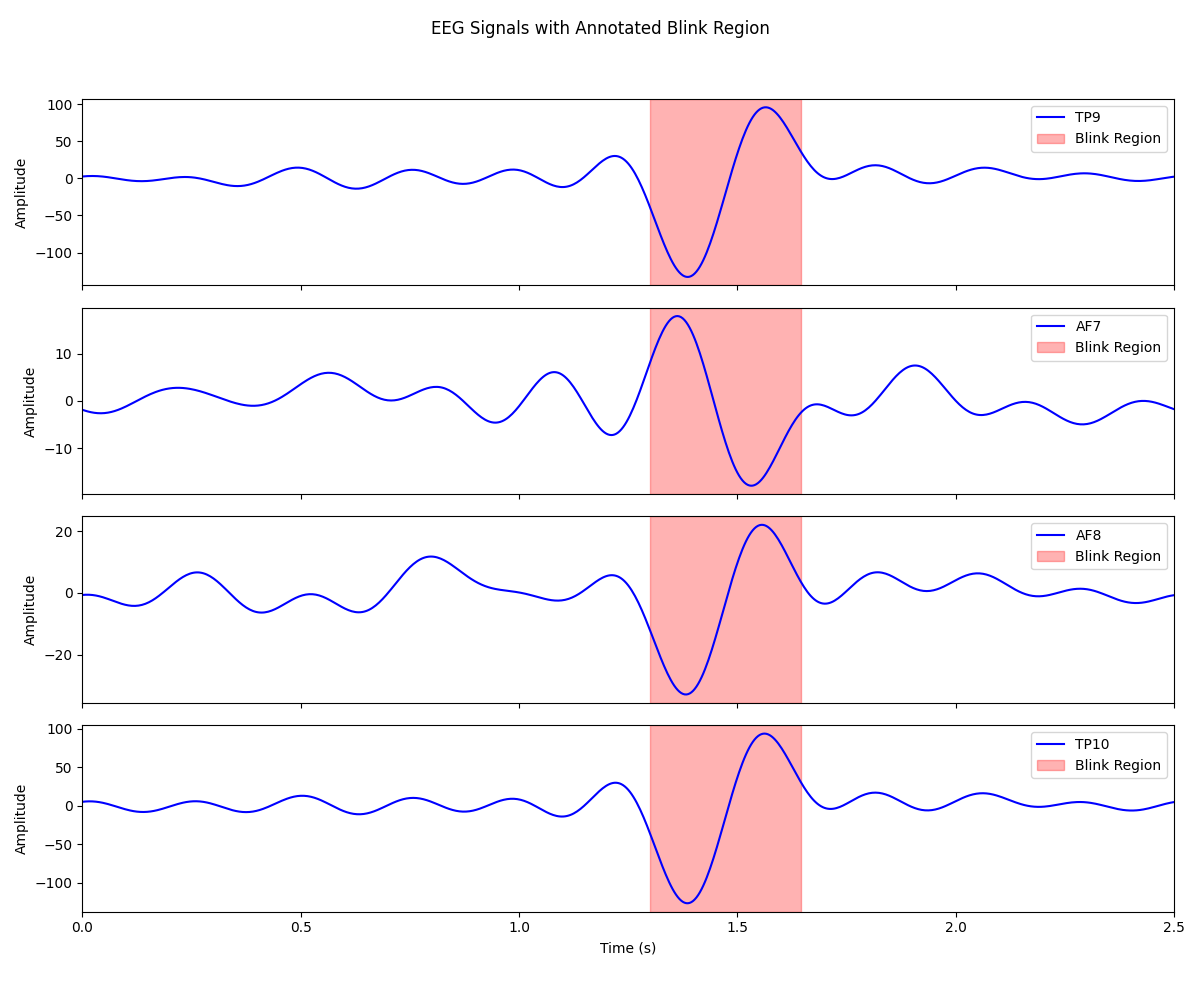 EEG Signals with Annotated Blink Region
100
50
0
−50
−100
Amplitude
TP9
Blink Region
10
0
−10
Amplitude
AF7
Blink Region
20
0
−20
Amplitude
AF8
Blink Region
100
50
0
−50
−100
Amplitude
TP10
Blink Region
0.0 0.5 1.0 1.5 2.0 2.5
Time (s)